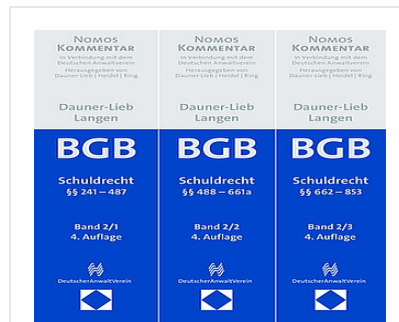 NOMOS
KOMMENTAR
In Verbindung mit dem
Deutschen Anwaltverein
Herausgegeben von
Dauner-Lieb | Heidel | Ring
Dauner-Lieb
Langen
BGB
Schuldrecht
§§ 241 – 487
Band 2/1
4. Auflage
DeutscherAnwaltVerein
NOMOS
KOMMENTAR
In Verbindung mit dem
Deutschen Anwaltverein
Herausgegeben von
Dauner-Lieb | Heidel | Ring
Dauner-Lieb
Langen
BGB
Schuldrecht
§§ 488 – 661a
Band 2/2
4. Auflage
DeutscherAnwaltVerein
NOMOS
KOMMENTAR
In Verbindung mit dem
Deutschen Anwaltverein
Herausgegeben von
Dauner-Lieb | Heidel | Ring
Dauner-Lieb
Langen
BGB
Schuldrecht
§§ 662 – 853
Band 2/3
4. Auflage
DeutscherAnwaltVerein